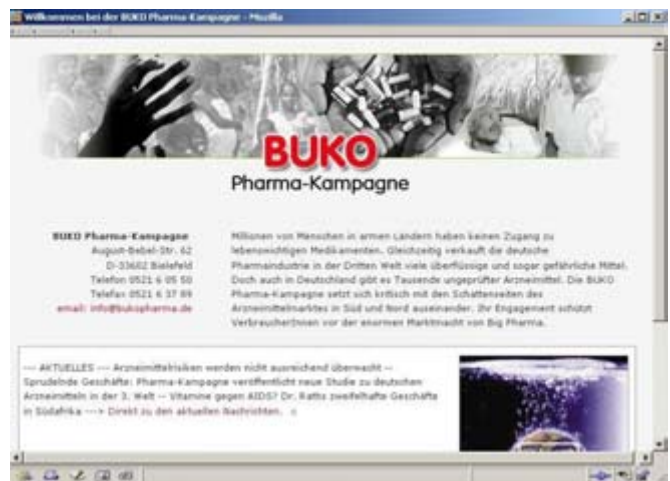 Willkommen bei der BUKO Pharma-Kampagne - Mozilla
BUKO
Pharma-Kampagne
BUKO Pharma-Kampagne
August-Bebel-Str. 62
D-33602 Bielefeld
Telefon 0521 6 05 50
Telefax 0521 6 37 89
email: info@bukopharma.de
Millionen von Menschen in armen Ländern haben keinen Zugang zu
lebenswichtigen Medikamenten. Gleichzeitig verkauft die deutsche
Pharmaindustrie in der Dritten Welt viele überflüssige und sogar gefährliche Mittel.
Doch auch in Deutschland gibt es Tausende ungeprüfter Arzneimittel. Die BUKO
Pharma-Kampagne setzt sich kritisch mit den Schattenseiten des
Arzneimittelmarktes in Süd und Nord auseinander. Ihr Engagement schützt
VerbraucherInnen vor der enormen Marktmacht von Big Pharma.
--- AKTUELLES --- Arzneimittelrisiken werden nicht ausreichend überwacht --
Sprudelnde Geschäfte: Pharma-Kampagne veröffentlicht neue Studie zu deutschen
Arzneimitteln in der 3. Welt -- Vitamine gegen AIDS? Dr. Raths zweifelhafte Geschäfte
in Südafrika ---> Direkt zu den aktuellen Nachrichten.